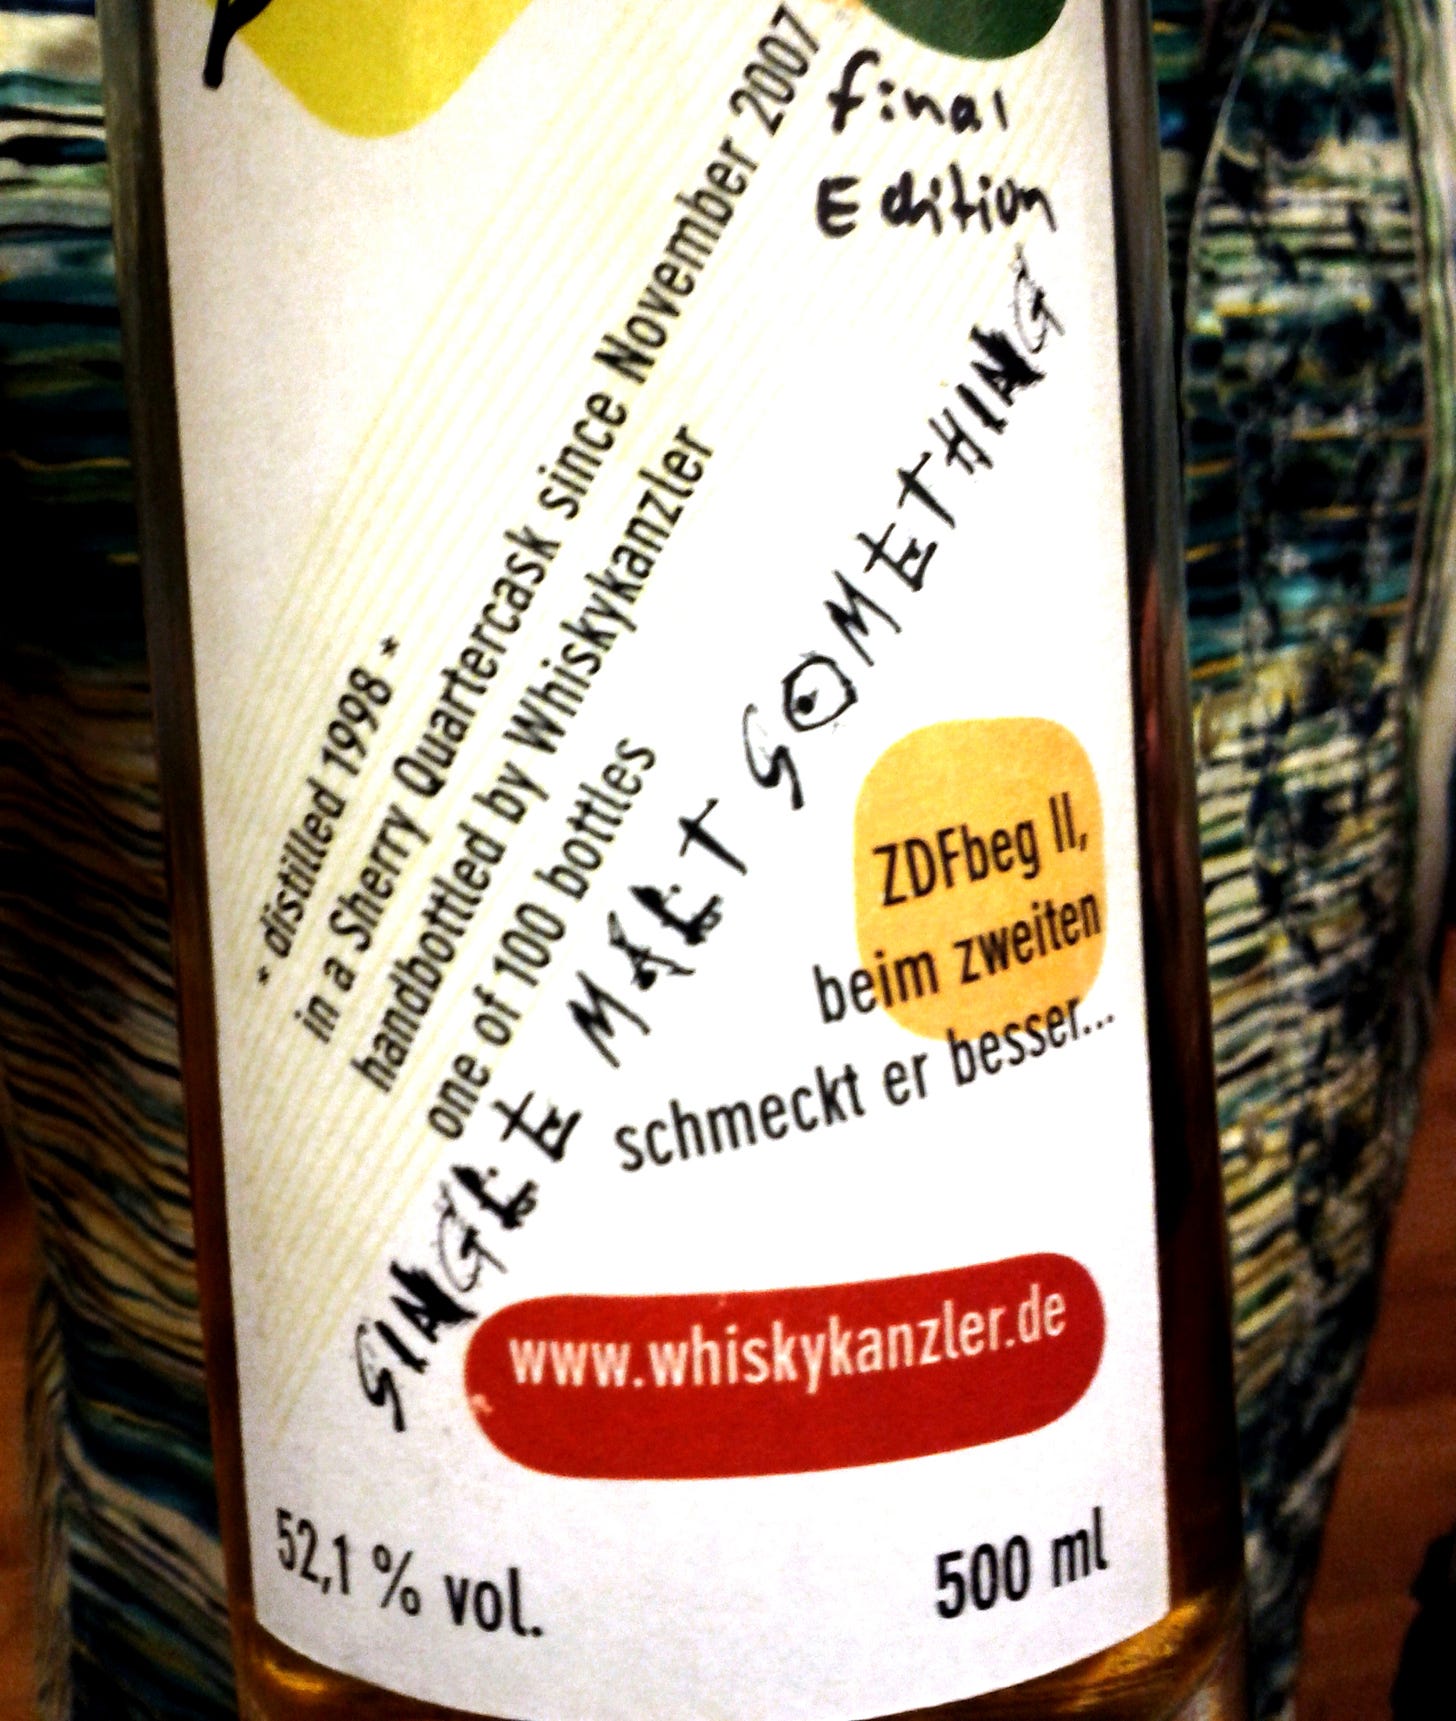 final
Edition
* distilled 1998 *
in a Sherry Quartercask since November 2007
handbottled by Whiskykanzler
one of 100 bottles
SINGLE MALT SOMETHING
ZDFbeg II,
beim zweiten
schmeckt er besser...
www.whiskykanzler.de
52,1 % vol.
500 ml